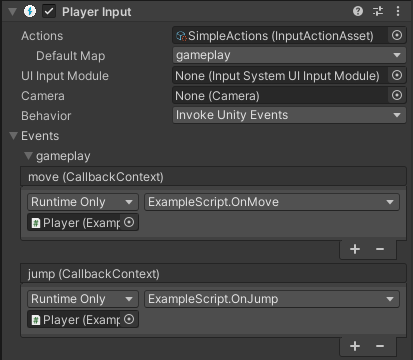 Player Input
Actions SimpleActions (InputActionAsset)
Default Map gameplay
UI Input Module None (Input System UI Input Module)
Camera None (Camera)
Behavior Invoke Unity Events
Events
gameplay
move (CallbackContext)
Runtime Only ExampleScript.OnMove
Player (Examp
jump (CallbackContext)
Runtime Only ExampleScript.OnJump
Player (Examp